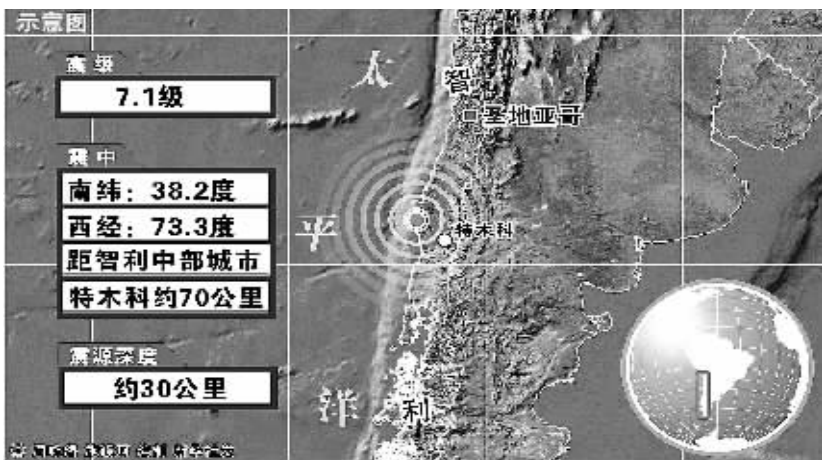 示意图
震级
7.1级
震中
南纬：38.2度
西经：73.3度
距智利中部城市
特木科约70公里
震源深度
约30公里
太
平
洋
智
利
圣地亚哥
特木科